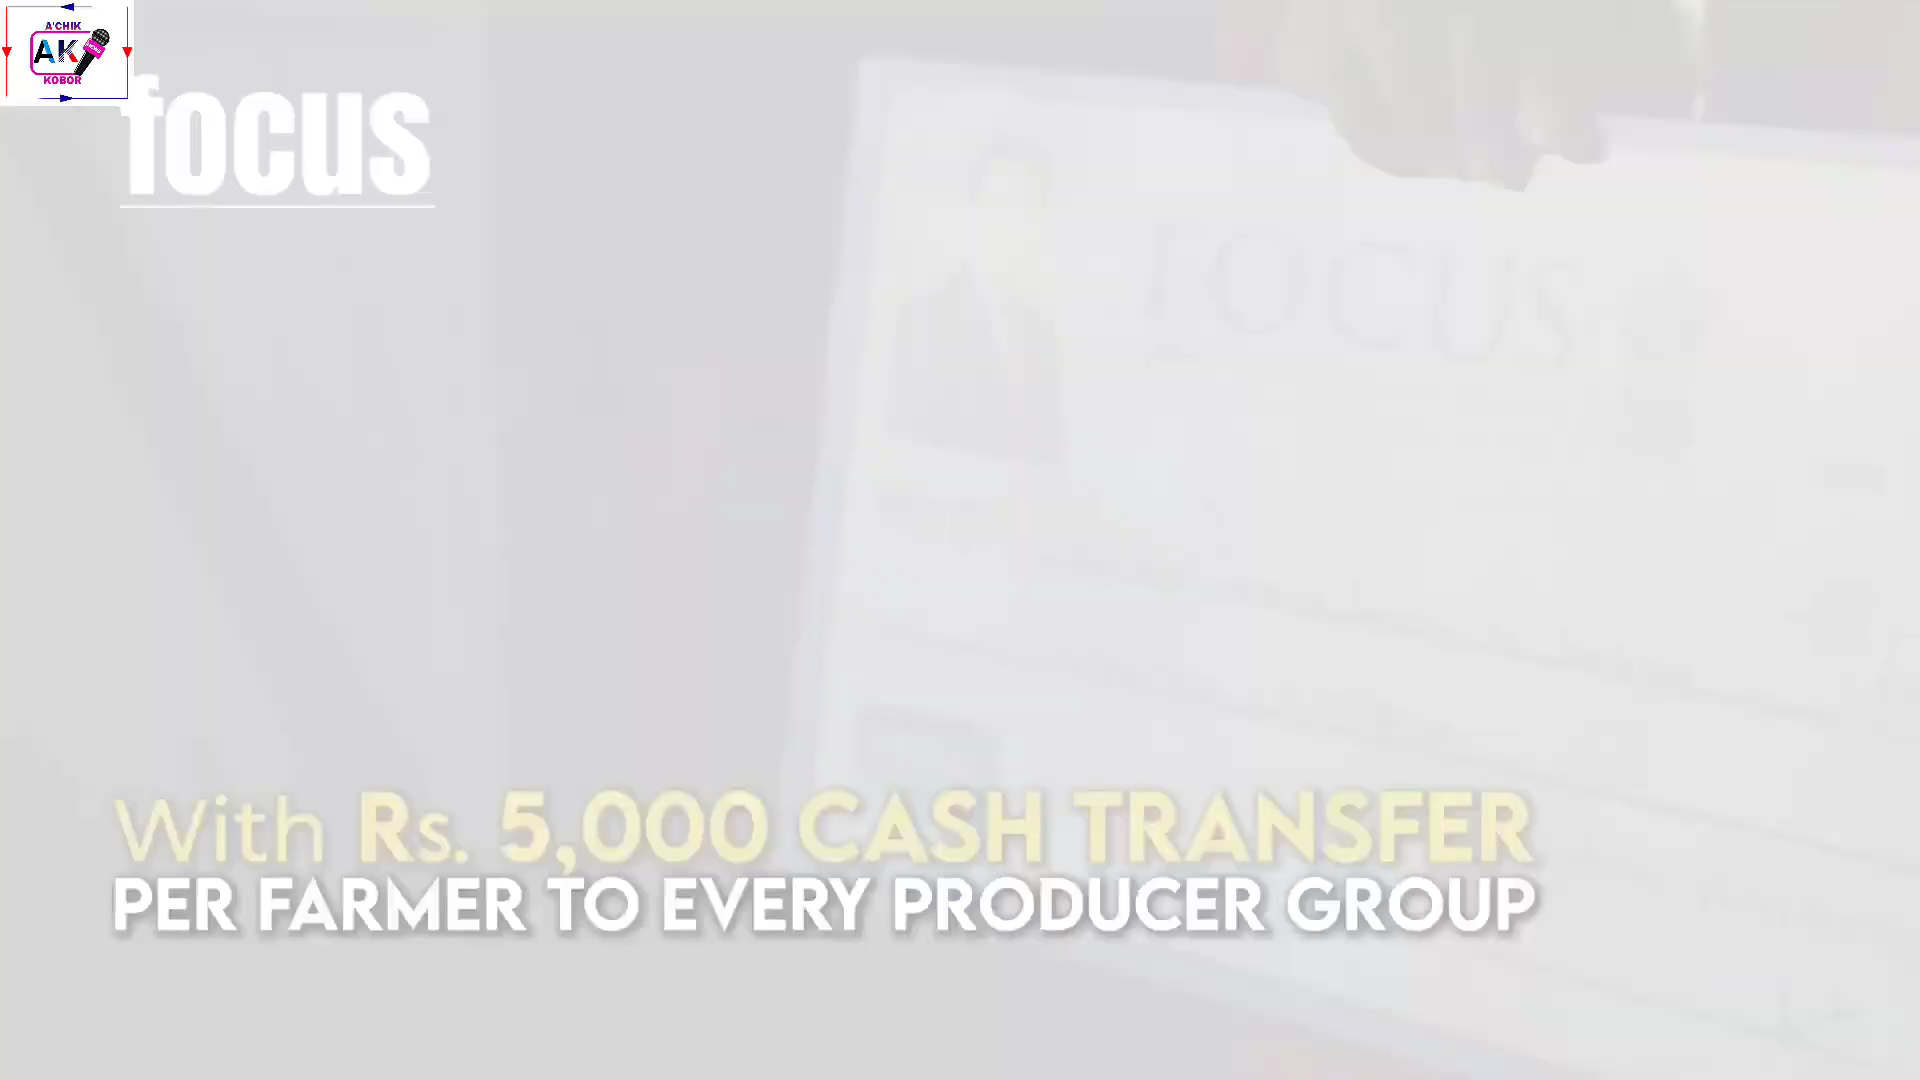 A'CHIK
AK
KOBOR
focus
FOCUS
With Rs. 5,000 CASH TRANSFER
PER FARMER TO EVERY PRODUCER GROUP